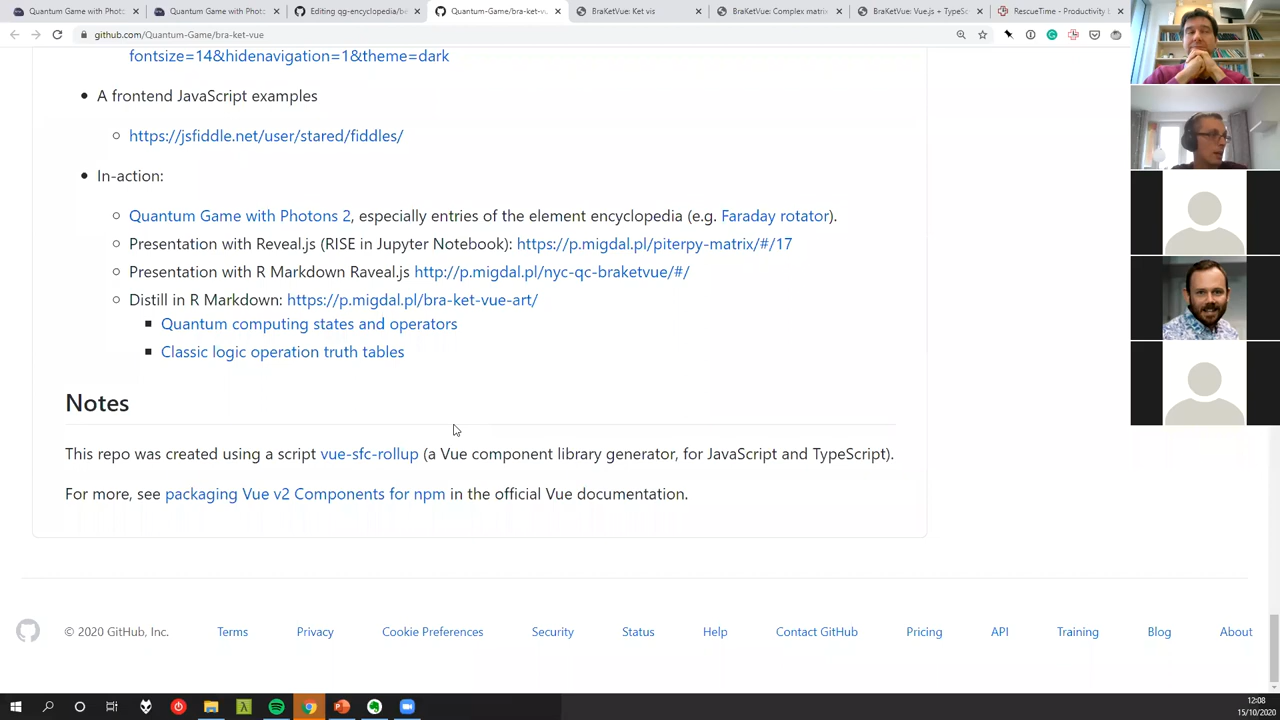 Quantum Game with Photo
Quantum Game with Photo
Editing qg-encyclopedia/be
Quantum-Game/bra-ket-v
BraKetVue: Ket vis
BraKetVue: Complex matri
BraKetVue: Vue.js + TypeS
RescueTime - Productivity
github.com/Quantum-Game/bra-ket-vue
fontsize=14&hidenavigation=1&theme=dark
A frontend JavaScript examples
https://jsfiddle.net/user/stared/fiddles/
In-action:
Quantum Game with Photons 2, especially entries of the element encyclopedia (e.g. Faraday rotator).
Presentation with Reveal.js (RISE in Jupyter Notebook): https://p.migdal.pl/piterpy-matrix/#/17
Presentation with R Markdown Raveal.js http://p.migdal.pl/nyc-qc-braketvue/#/
Distill in R Markdown: https://p.migdal.pl/bra-ket-vue-art/
Quantum computing states and operators
Classic logic operation truth tables
Notes
This repo was created using a script vue-sfc-rollup (a Vue component library generator, for JavaScript and TypeScript).
For more, see packaging Vue v2 Components for npm in the official Vue documentation.
© 2020 GitHub, Inc.
Terms
Privacy
Cookie Preferences
Security
Status
Help
Contact GitHub
Pricing
API
Training
Blog
About
12:08
15/10/2020